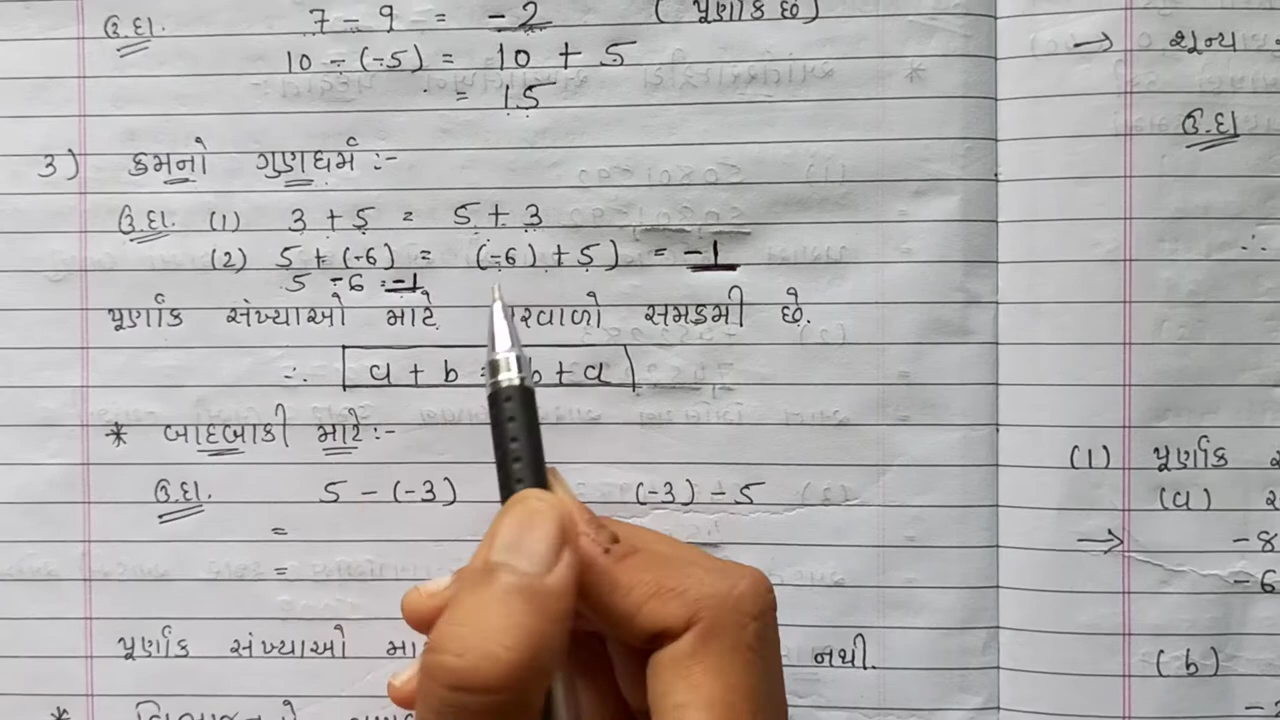 ઉ.દા. 7 - 9 = -2 (પૂર્ણાંક છે)
10 - (-5) = 10 + 5
= 15
3) ક્રમનો ગુણધર્મ :-
ઉ.દા. (1) 3 + 5 = 5 + 3
(2) 5 + (-6) = (-6) + 5) = -1
5 - 6 = -1
પૂર્ણાંક સંખ્યાઓ માટે સમક્રમી છે.
∴ a + b = b + a
* બાદબાકી માટે :-
ઉ.દા. 5 - (-3) (-3) - 5
=
=
પૂર્ણાંક સંખ્યાઓ નથી.
→ શૂન્ય
ઉ.દા
∴
(1) પૂર્ણાંક
(a)
→ -8
-6
(b)